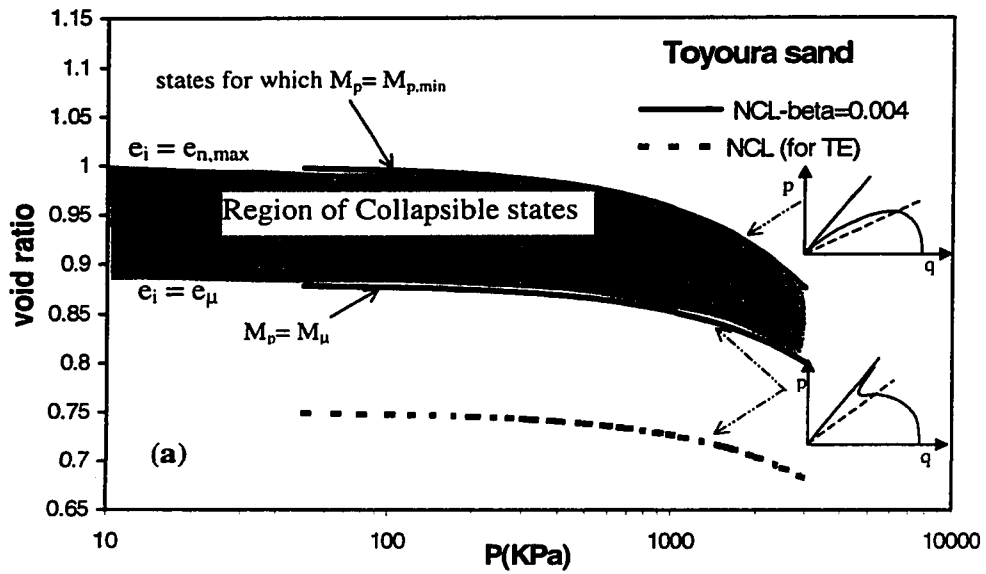 1.15
1.1
1.05
1
0.95
0.9
0.85
0.8
0.75
0.7
0.65
void ratio
Toyoura sand
NCL-beta=0.004
NCL (for TE)
states for which Mp= Mp,min
ei = en,max
Region of Collapsible states
ei = eμ
Mp= Mμ
p
q
p
q
(a)
10
100
1000
10000
P(KPa)